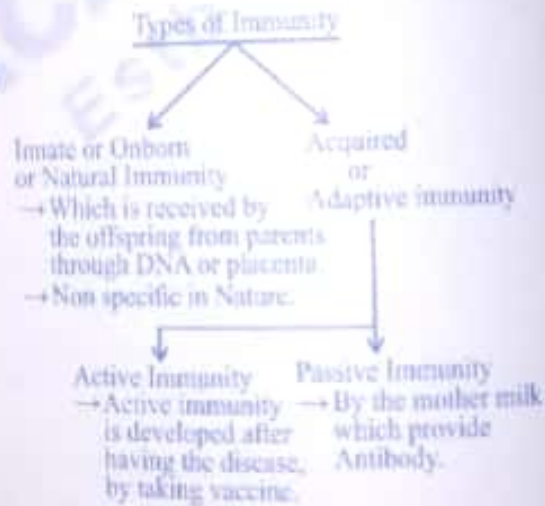 Types of Immunity
Innate or Onborn
or Natural Immunity
→ Which is received by
the offspring from parents
through DNA or placenta.
→ Non specific in Nature.
Acquired
or
Adaptive immunity
Active Immunity
→ Active immunity
is developed after
having the disease,
by taking vaccine.
Passive Immunity
→ By the mother milk
which provide
Antibody.